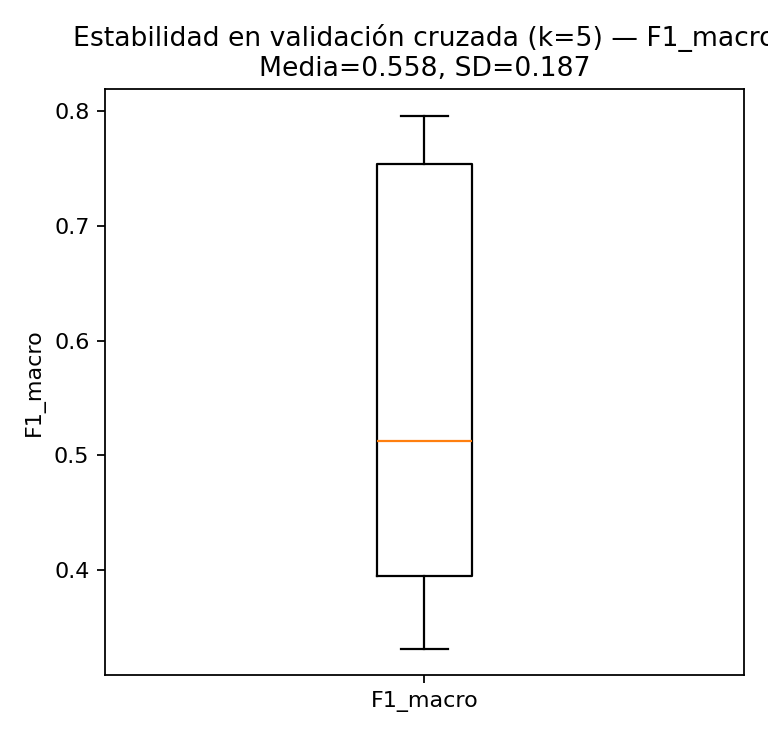 Estabilidad en validación cruzada (k=5) — F1_macro
Media=0.558, SD=0.187
0.8
0.7
0.6
0.5
0.4
F1_macro
F1_macro